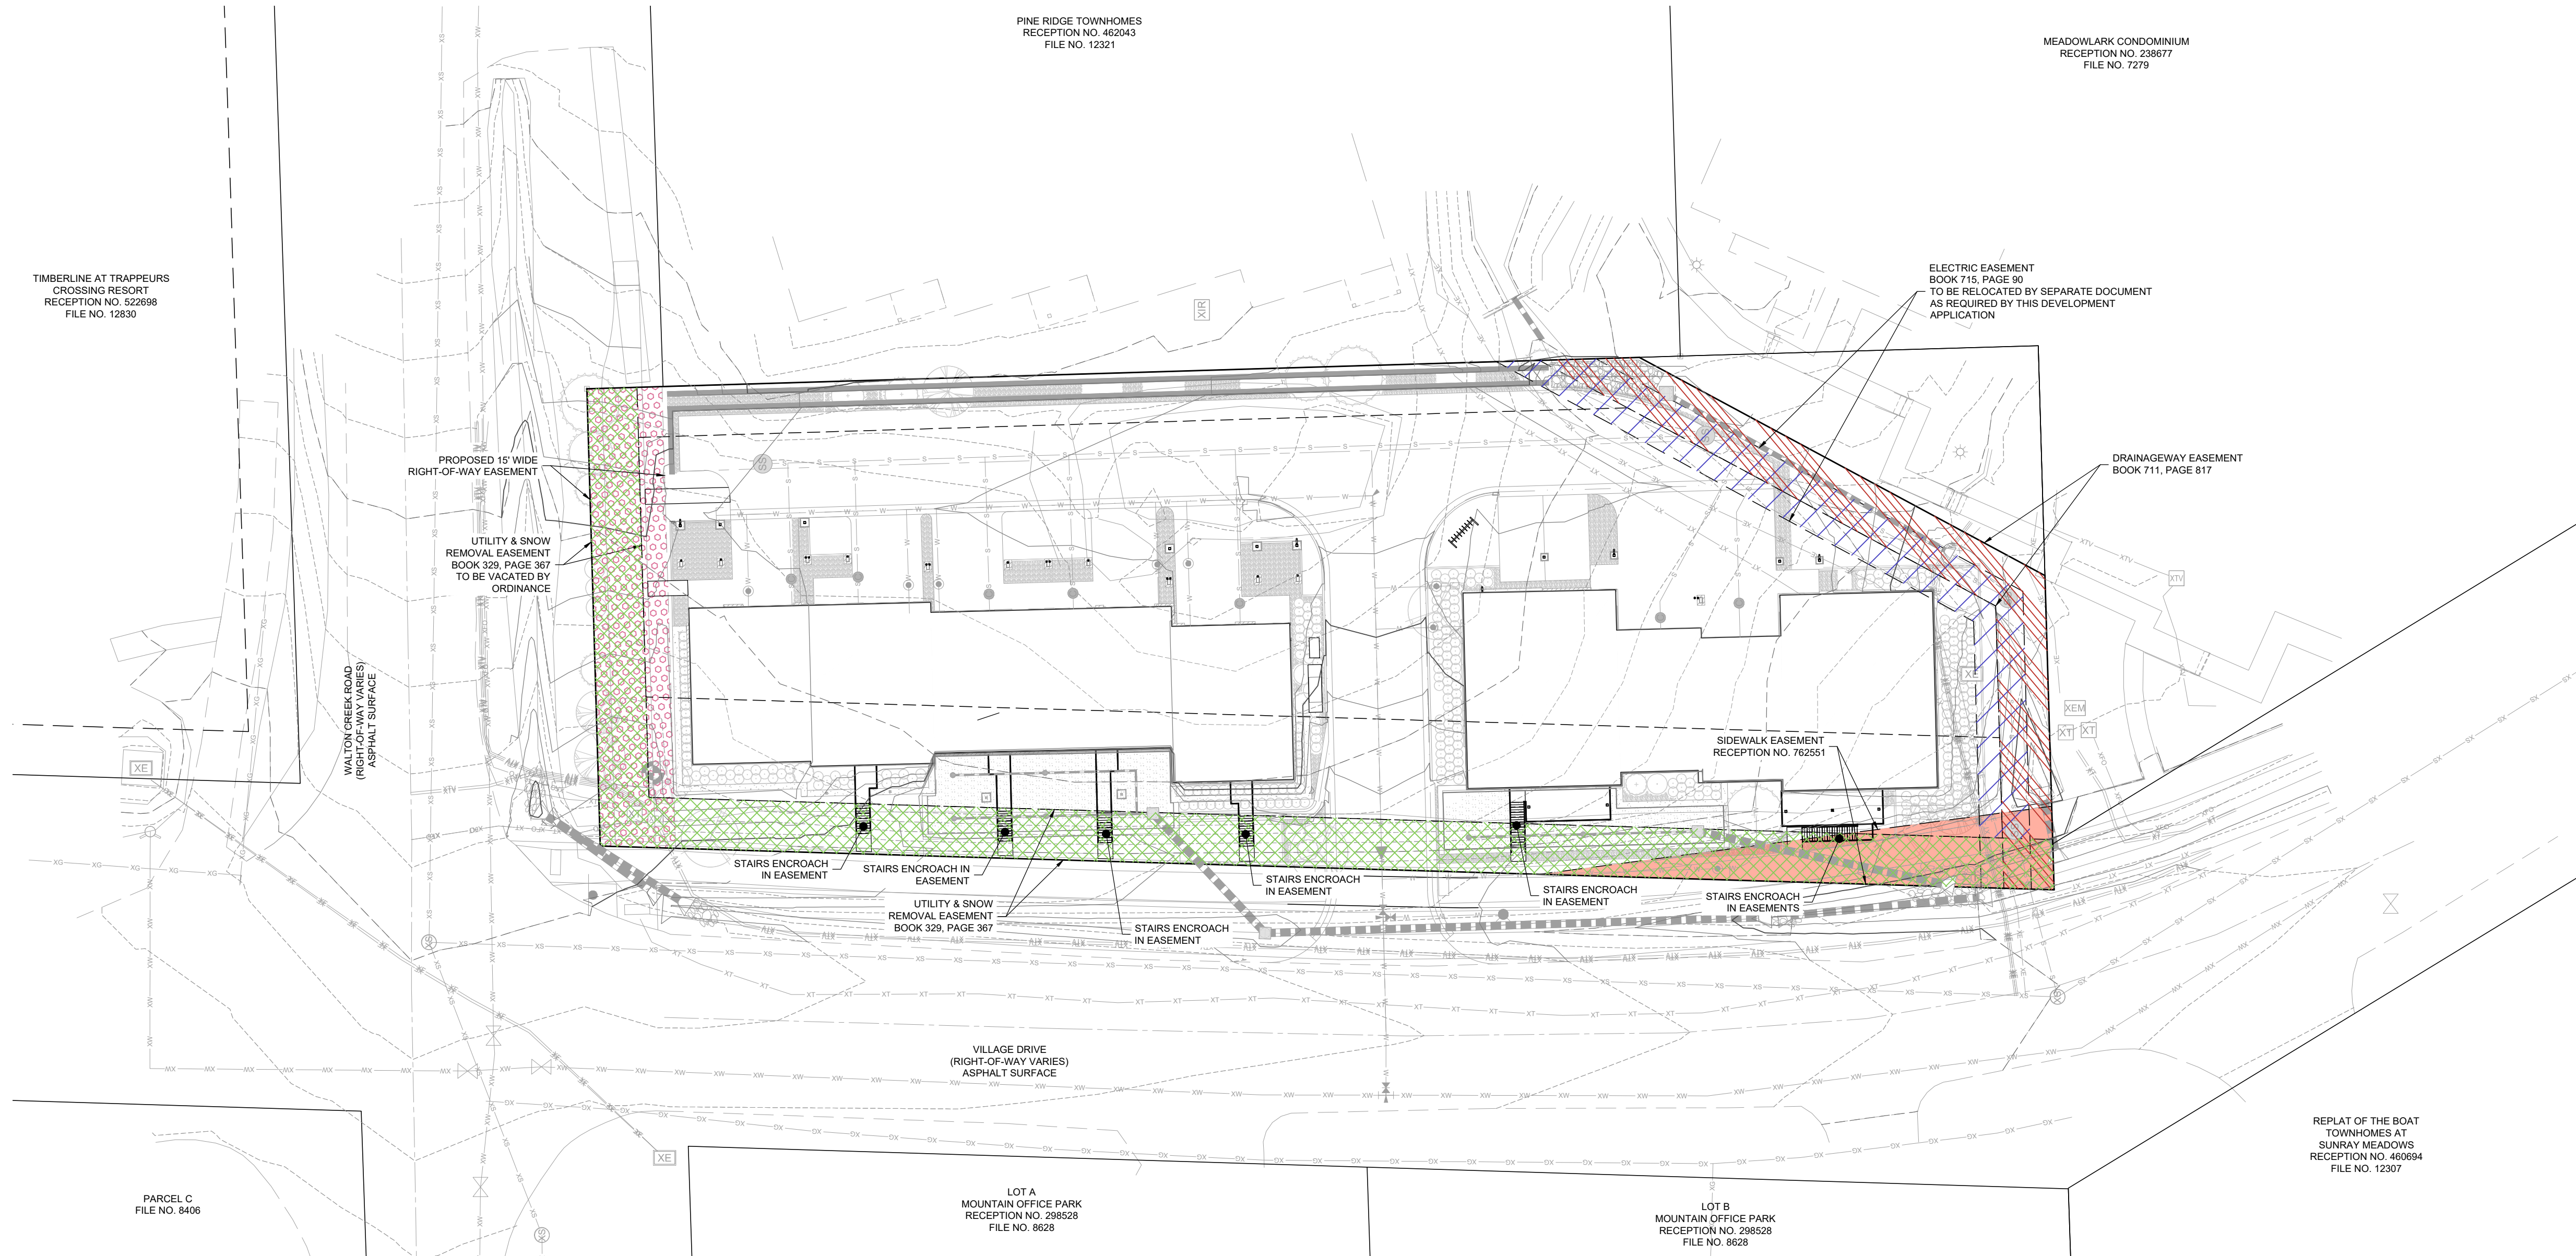 PINE RIDGE TOWNHOMES
RECEPTION NO. 462043
FILE NO. 12321
MEADOWLARK CONDOMINIUM
RECEPTION NO. 238677
FILE NO. 7279
TIMBERLINE AT TRAPPEURS
CROSSING RESORT
RECEPTION NO. 522698
FILE NO. 12830
ELECTRIC EASEMENT
BOOK 715, PAGE 90
TO BE RELOCATED BY SEPARATE DOCUMENT
AS REQUIRED BY THIS DEVELOPMENT
APPLICATION
DRAINAGEWAY EASEMENT
BOOK 711, PAGE 817
PROPOSED 15' WIDE
RIGHT-OF-WAY EASEMENT
UTILITY & SNOW
REMOVAL EASEMENT
BOOK 329, PAGE 367
TO BE VACATED BY
ORDINANCE
WALTON CREEK ROAD
(RIGHT-OF-WAY VARIES)
ASPHALT SURFACE
SIDEWALK EASEMENT
RECEPTION NO. 762551
STAIRS ENCROACH
IN EASEMENT
STAIRS ENCROACH IN
EASEMENT
UTILITY & SNOW
REMOVAL EASEMENT
BOOK 329, PAGE 367
STAIRS ENCROACH
IN EASEMENT
STAIRS ENCROACH
IN EASEMENT
STAIRS ENCROACH
IN EASEMENT
STAIRS ENCROACH
IN EASEMENTS
VILLAGE DRIVE
(RIGHT-OF-WAY VARIES)
ASPHALT SURFACE
PARCEL C
FILE NO. 8406
LOT A
MOUNTAIN OFFICE PARK
RECEPTION NO. 298528
FILE NO. 8628
LOT B
MOUNTAIN OFFICE PARK
RECEPTION NO. 298528
FILE NO. 8628
REPLAT OF THE BOAT
TOWNHOMES AT
SUNRAY MEADOWS
RECEPTION NO. 460694
FILE NO. 12307
XIR
XTV
XEM
XT
XT
XE
XE
XE